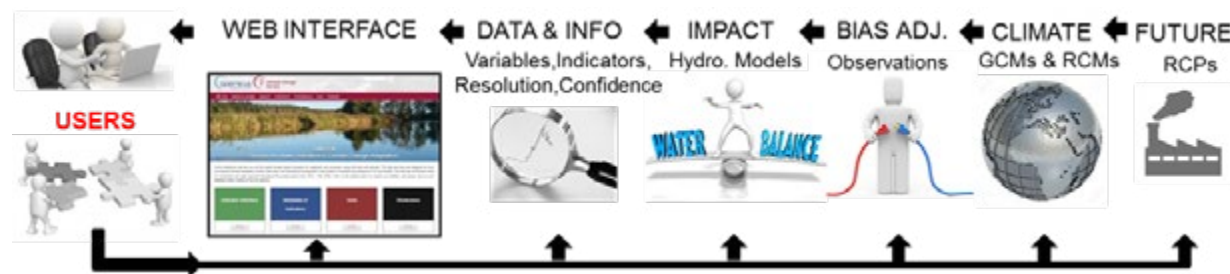 WEB INTERFACE
DATA & INFO
IMPACT
BIAS ADJ.
CLIMATE
FUTURE
Variables,Indicators,
Resolution,Confidence
Hydro. Models
Observations
GCMs & RCMs
RCPs
USERS
WATER
BALANCE